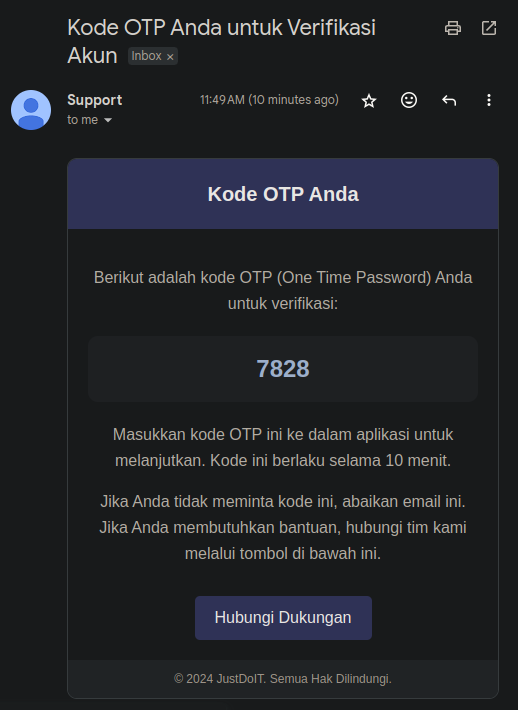 Kode OTP Anda untuk Verifikasi
Akun Inbox ×
Support 11:49 AM (10 minutes ago)
to me
Kode OTP Anda
Berikut adalah kode OTP (One Time Password) Anda
untuk verifikasi:
7828
Masukkan kode OTP ini ke dalam aplikasi untuk
melanjutkan. Kode ini berlaku selama 10 menit.
Jika Anda tidak meminta kode ini, abaikan email ini.
Jika Anda membutuhkan bantuan, hubungi tim kami
melalui tombol di bawah ini.
Hubungi Dukungan
© 2024 JustDoIT. Semua Hak Dilindungi.